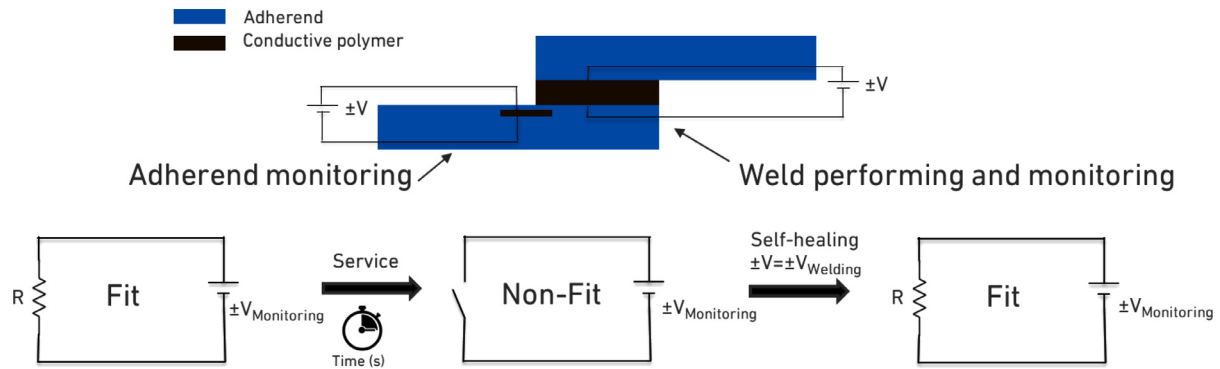 Adherend
Conductive polymer
±V
±V
Adherend monitoring
Weld performing and monitoring
R
Fit
±VMonitoring
Service
Time (s)
Non-Fit
±VMonitoring
Self-healing
±V=±VWelding
R
Fit
±VMonitoring